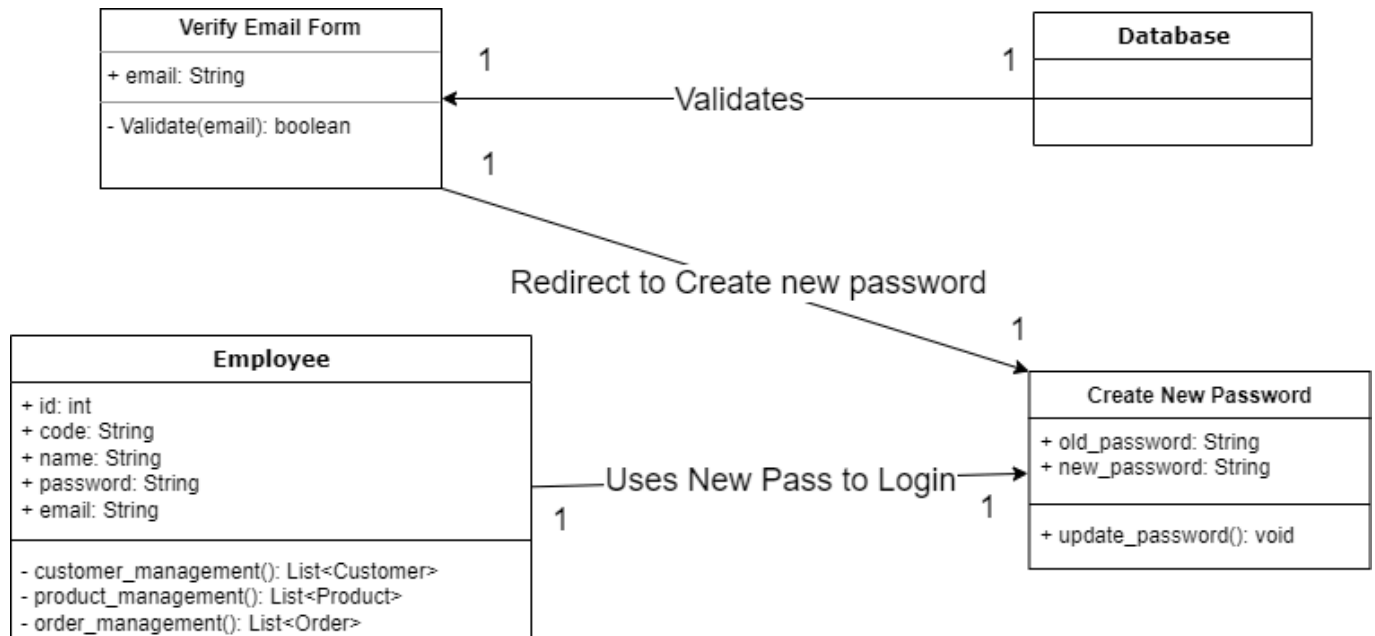 Verify Email Form
+ email: String
- Validate(email): boolean
1
Validates
1
Database
1
Redirect to Create new password
1
Employee
+ id: int
+ code: String
+ name: String
+ password: String
+ email: String
- customer_management(): List<Customer>
- product_management(): List<Product>
- order_management(): List<Order>
Uses New Pass to Login
1
1
Create New Password
+ old_password: String
+ new_password: String
+ update_password(): void